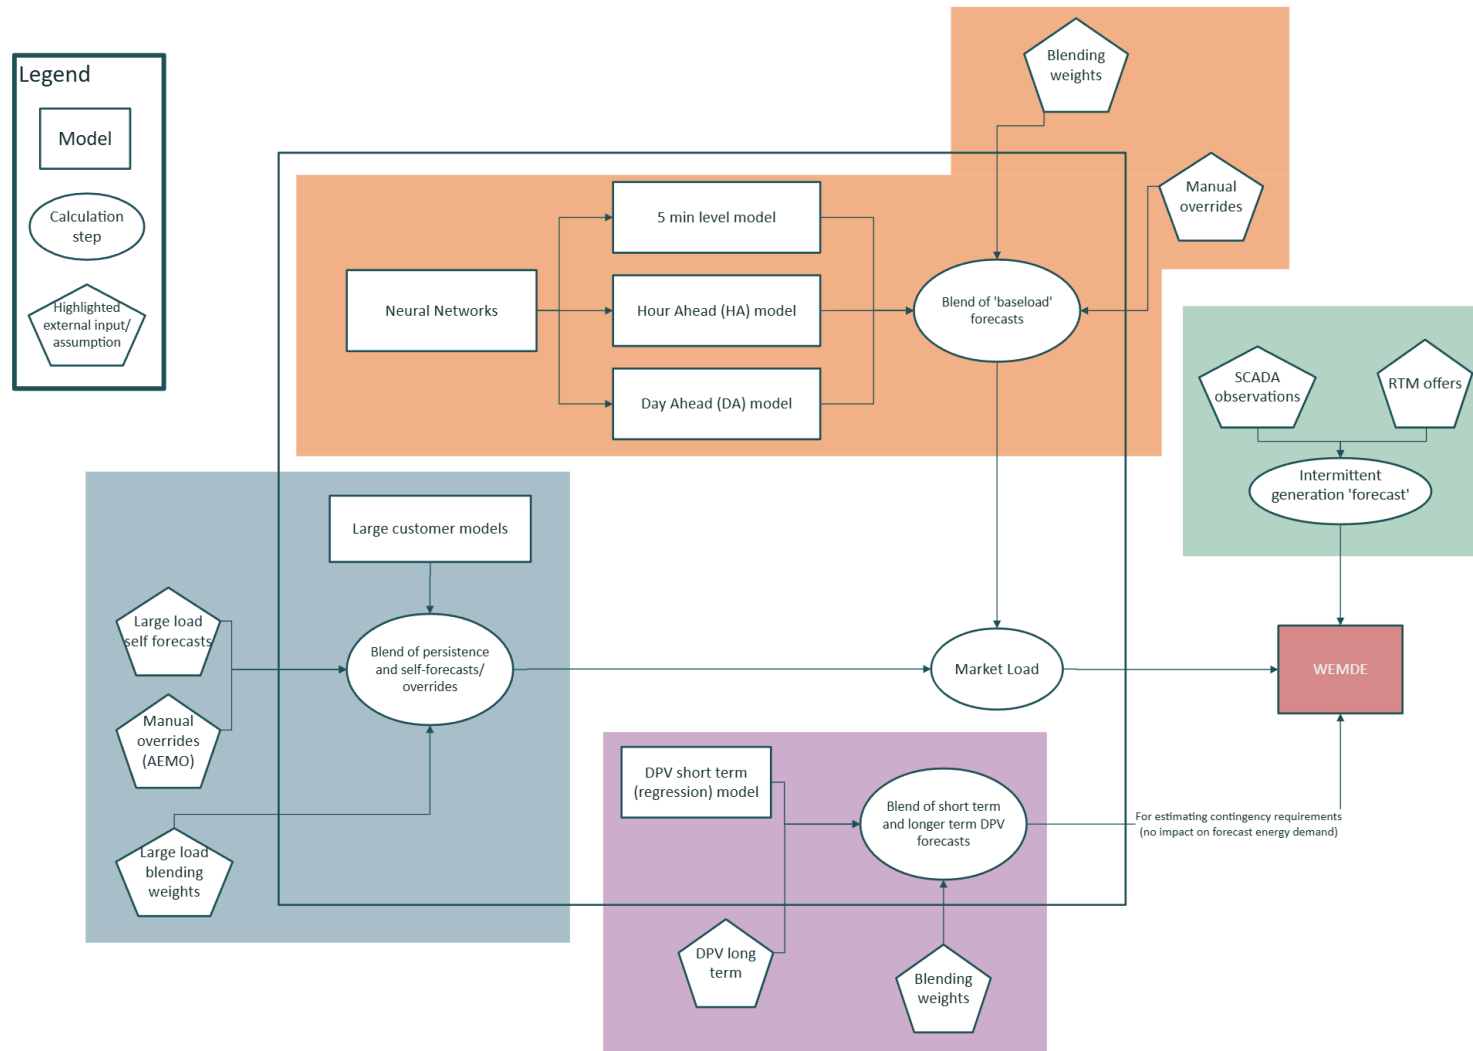 Legend
Model
Calculation
step
Highlighted
external input/
assumption
Blending
weights
Manual
overrides
5 min level model
Neural Networks
Hour Ahead (HA) model
Day Ahead (DA) model
Blend of 'baseload'
forecasts
SCADA
observations
RTM offers
Intermittent
generation 'forecast'
Large customer models
Large load
self forecasts
Blend of persistence
and self-forecasts/
overrides
Manual
overrides
(AEMO)
Large load
blending
weights
Market Load
WEMDE
DPV short term
(regression) model
Blend of short term
and longer term DPV
forecasts
For estimating contingency requirements
(no impact on forecast energy demand)
DPV long
term
Blending
weights